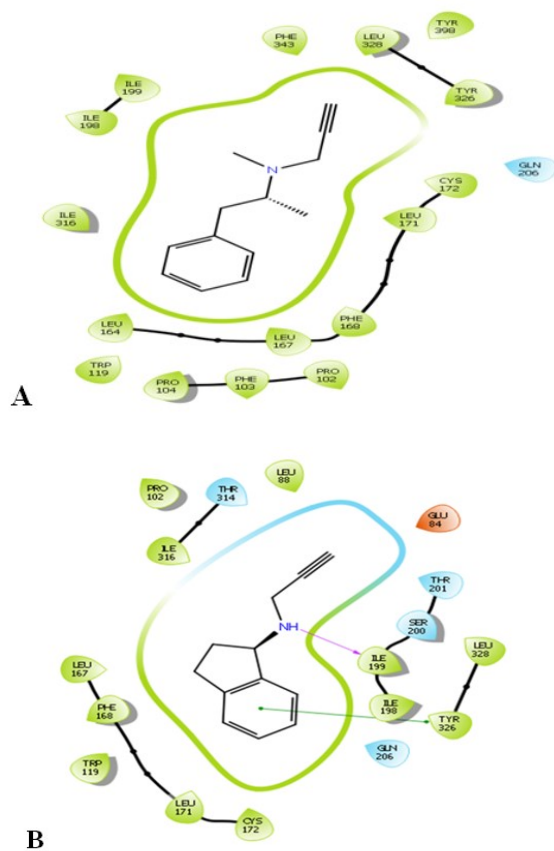 PHE
343
LEU
328
TYR
398
TYR
326
ILE
199
ILE
198
GLN
206
CYS
172
LEU
171
ILE
316
N
PHE
168
LEU
164
LEU
167
TRP
119
PRO
104
PHE
103
PRO
102
A
PRO
102
THR
314
LEU
88
GLU
84
ILE
316
THR
201
SER
200
LEU
328
NH
ILE
199
ILE
198
TYR
326
LEU
167
PHE
168
GLN
206
TRP
119
LEU
171
CYS
172
B